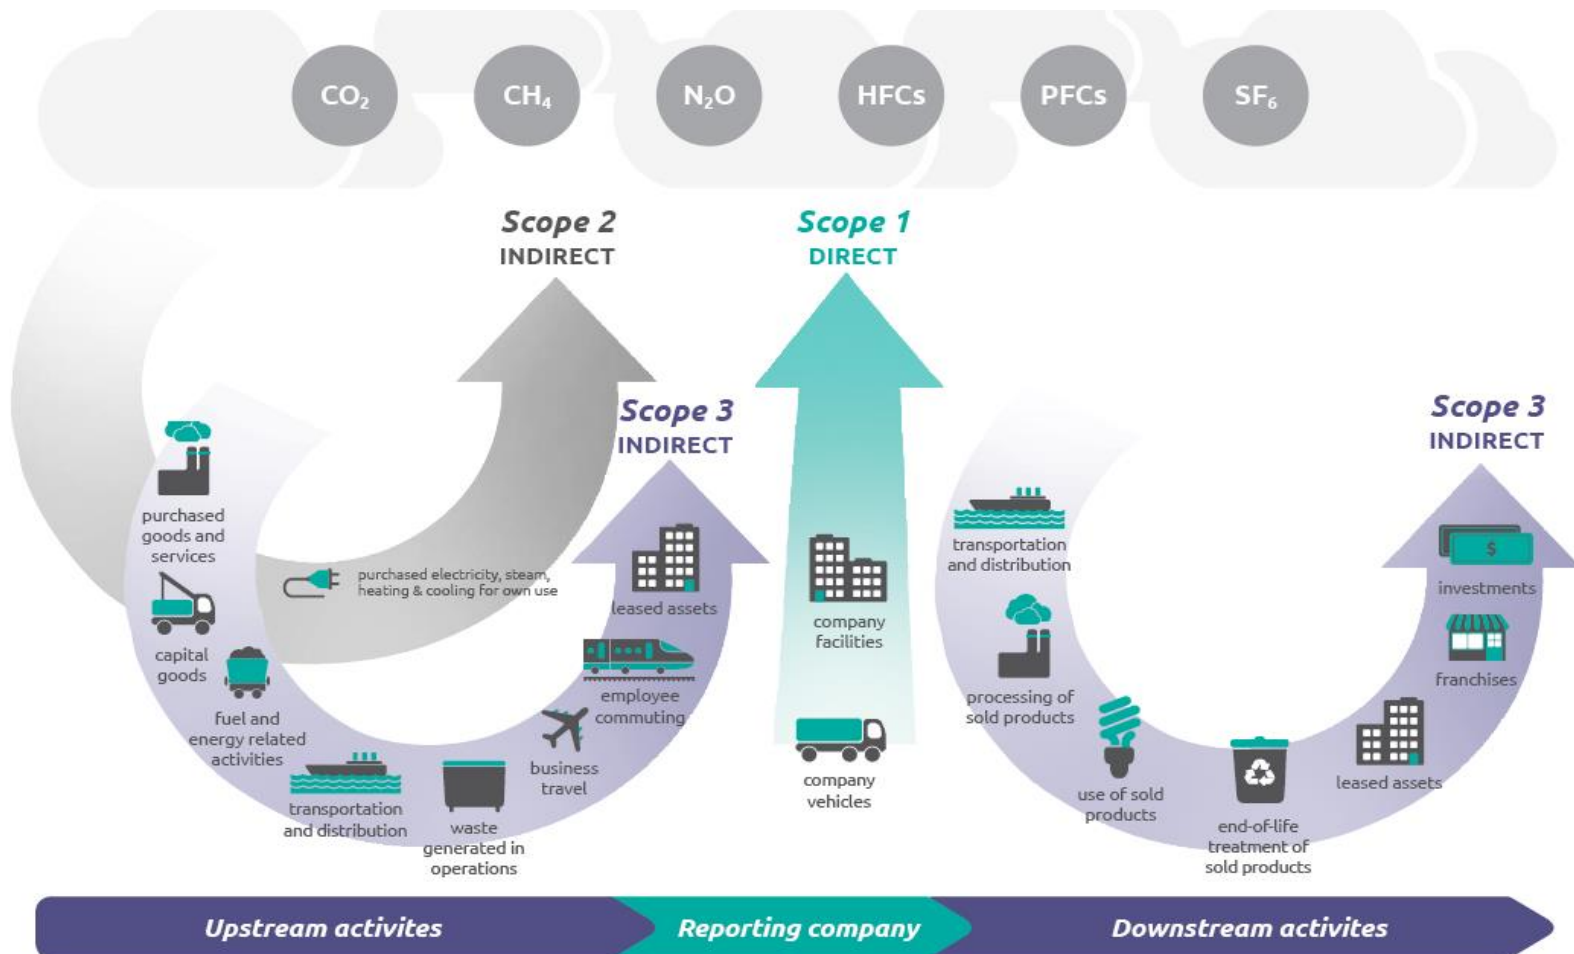 CO₂
CH₄
N₂O
HFCs
PFCs
SF₆
Scope 2
INDIRECT
Scope 1
DIRECT
Scope 3
INDIRECT
Scope 3
INDIRECT
purchased
goods and
services
capital
goods
fuel and
energy related
activities
purchased electricity, steam,
heating & cooling for own use
transportation
and distribution
waste
generated in
operations
business
travel
employee
commuting
leased assets
company
facilities
company
vehicles
transportation
and distribution
processing of
sold products
use of sold
products
end-of-life
treatment of
sold products
leased assets
franchises
$
investments
Upstream activites
Reporting company
Downstream activites